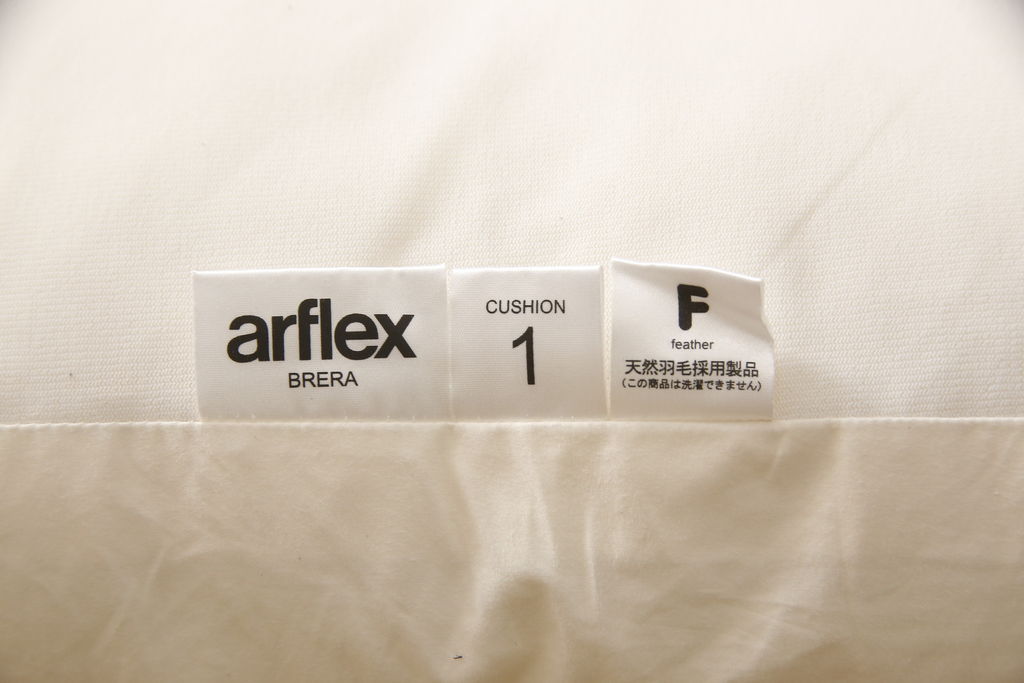 arflex
BRERA
CUSHION
1
F
feather
天然羽毛採用製品
(この商品は洗濯できません)